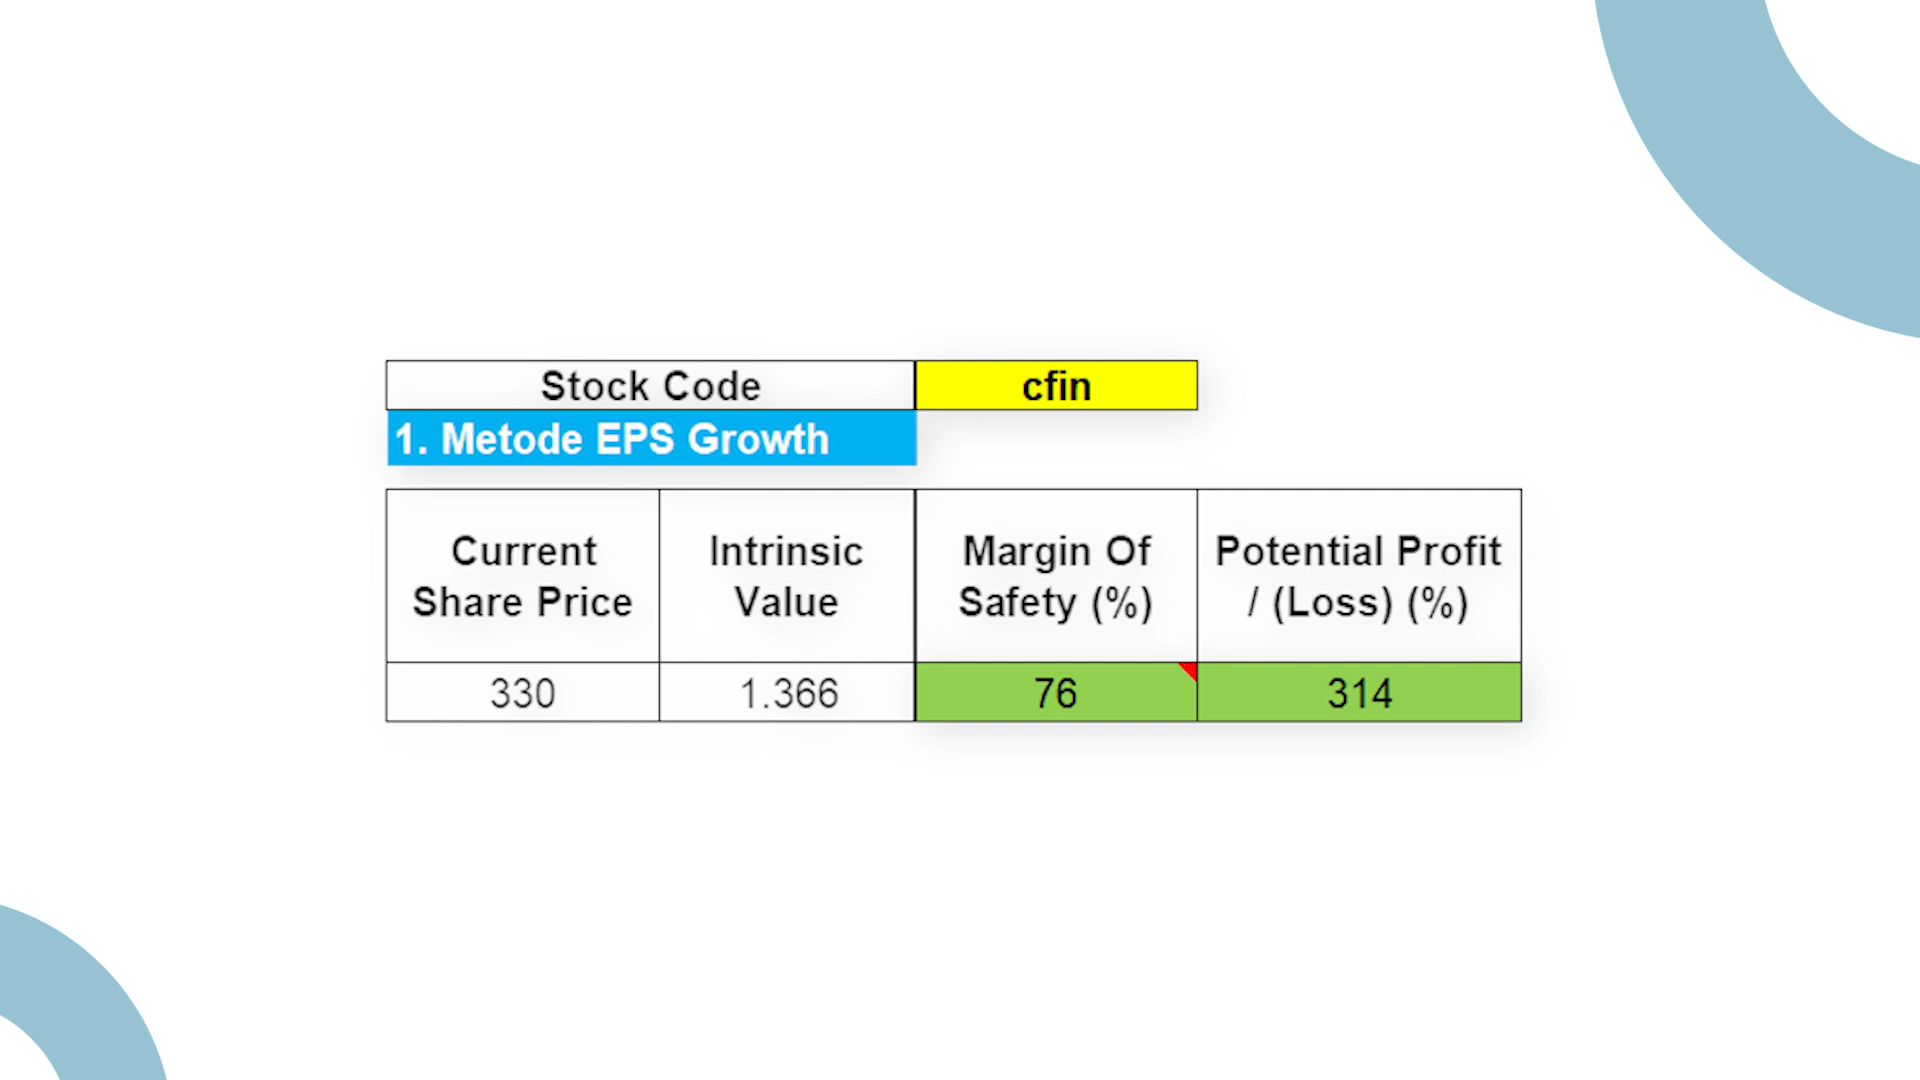 Stock Code cfin
1. Metode EPS Growth
Current Share Price
Intrinsic Value
Margin Of Safety (%)
Potential Profit / (Loss) (%)
330 1.366 76 314